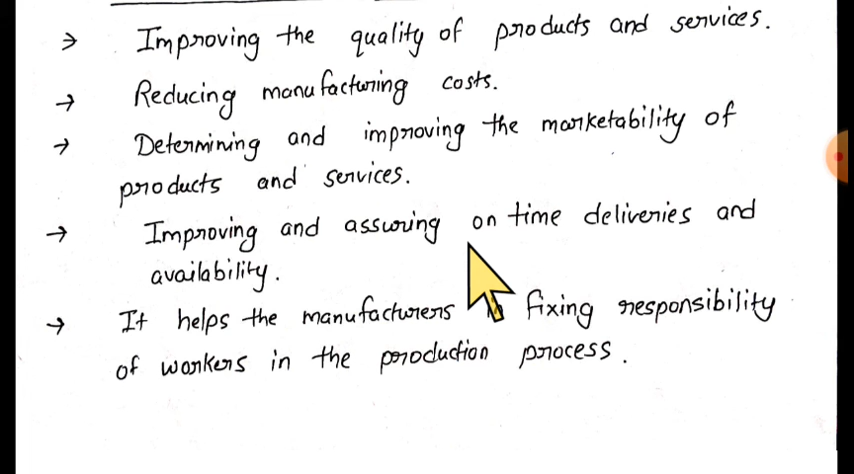 → Improving the quality of products and services.
→ Reducing manufacturing costs.
→ Determining and improving the marketability of
products and services.
→ Improving and assuring on time deliveries and
availability.
→ It helps the manufacturers fixing responsibility
of workers in the production process.